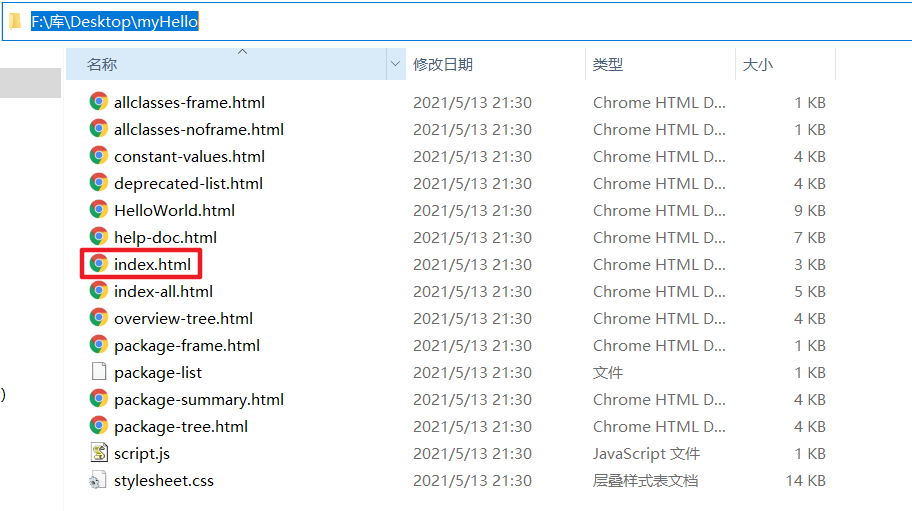 F:\库\Desktop\myHello
名称 修改日期 类型 大小
allclasses-frame.html 2021/5/13 21:30 Chrome HTML D... 1 KB
allclasses-noframe.html 2021/5/13 21:30 Chrome HTML D... 1 KB
constant-values.html 2021/5/13 21:30 Chrome HTML D... 4 KB
deprecated-list.html 2021/5/13 21:30 Chrome HTML D... 4 KB
HelloWorld.html 2021/5/13 21:30 Chrome HTML D... 9 KB
help-doc.html 2021/5/13 21:30 Chrome HTML D... 7 KB
index.html 2021/5/13 21:30 Chrome HTML D... 3 KB
index-all.html 2021/5/13 21:30 Chrome HTML D... 5 KB
overview-tree.html 2021/5/13 21:30 Chrome HTML D... 4 KB
package-frame.html 2021/5/13 21:30 Chrome HTML D... 1 KB
package-list 2021/5/13 21:30 文件 1 KB
) package-summary.html 2021/5/13 21:30 Chrome HTML D... 4 KB
package-tree.html 2021/5/13 21:30 Chrome HTML D... 4 KB
script.js 2021/5/13 21:30 JavaScript 文件 1 KB
stylesheet.css 2021/5/13 21:30 层叠样式表文档 14 KB